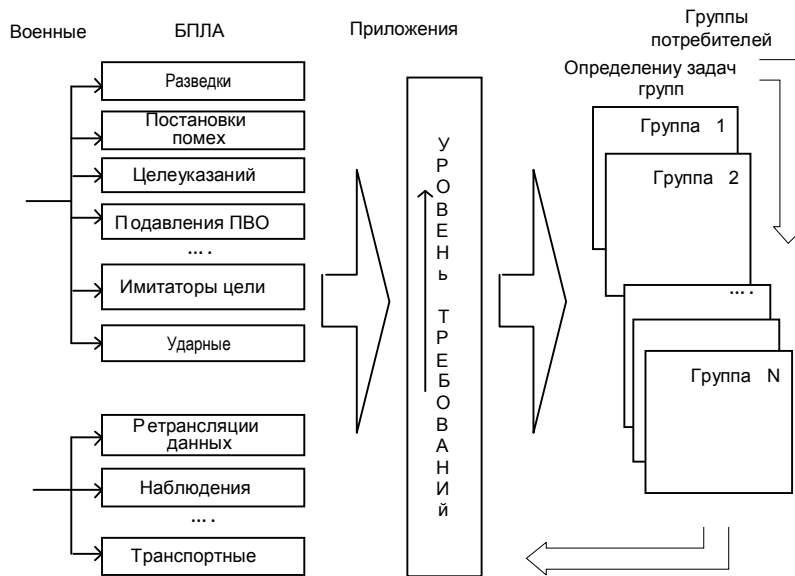 Военные
БПЛА
Приложения
Группы
потребителей
Определениу задач
групп
Разведки
Постановки
помех
Целеуказаний
Подавления ПВО
....
Имитаторы цели
Ударные
Ретрансляции
данных
Наблюдения
....
Транспортные
УРОВЕНЬ ТРЕБОВАНИЙ
Группа 1
Группа 2
....
Группа N